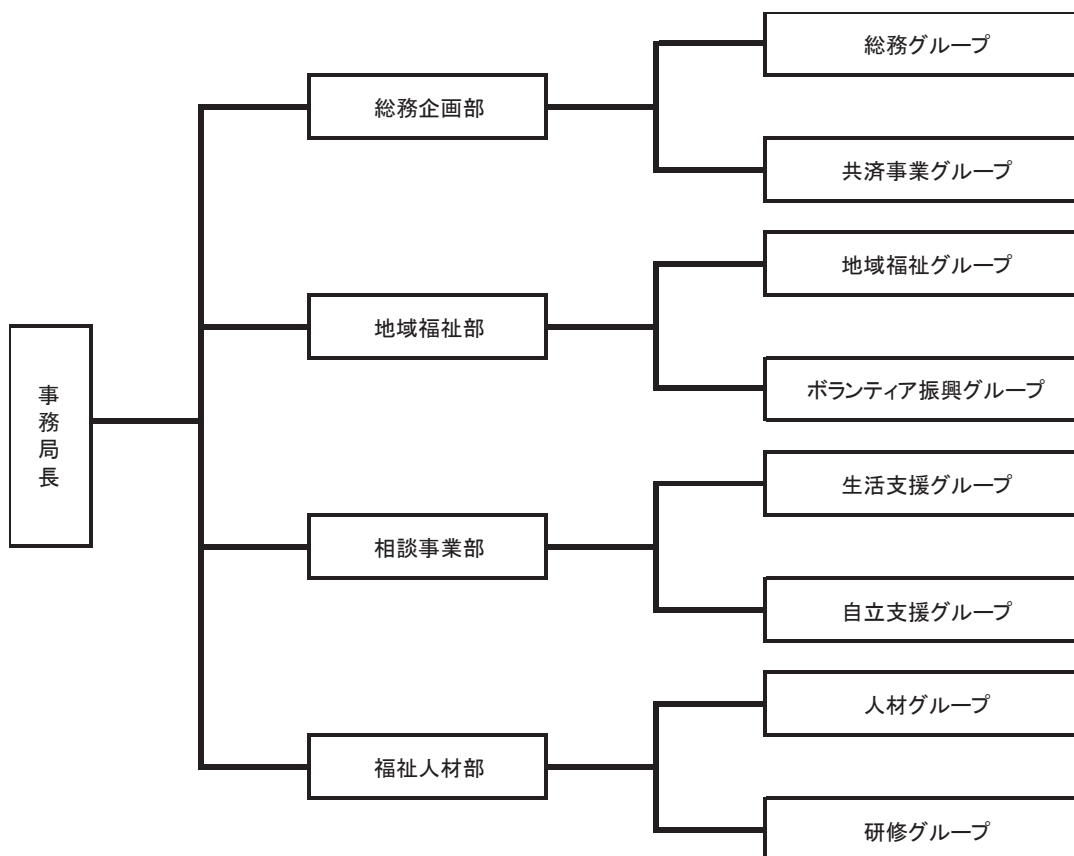 事務局長
総務企画部
総務グループ
共済事業グループ
地域福祉部
地域福祉グループ
ボランティア振興グループ
相談事業部
生活支援グループ
自立支援グループ
福祉人材部
人材グループ
研修グループ